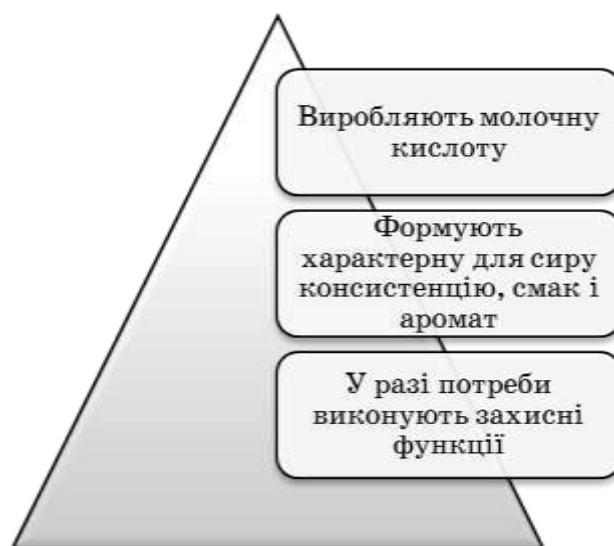 Виробляють молочну
кислоту
Формують
характерну для сиру
консистенцію, смак і
аромат
У разі потреби
виконують захисні
функції